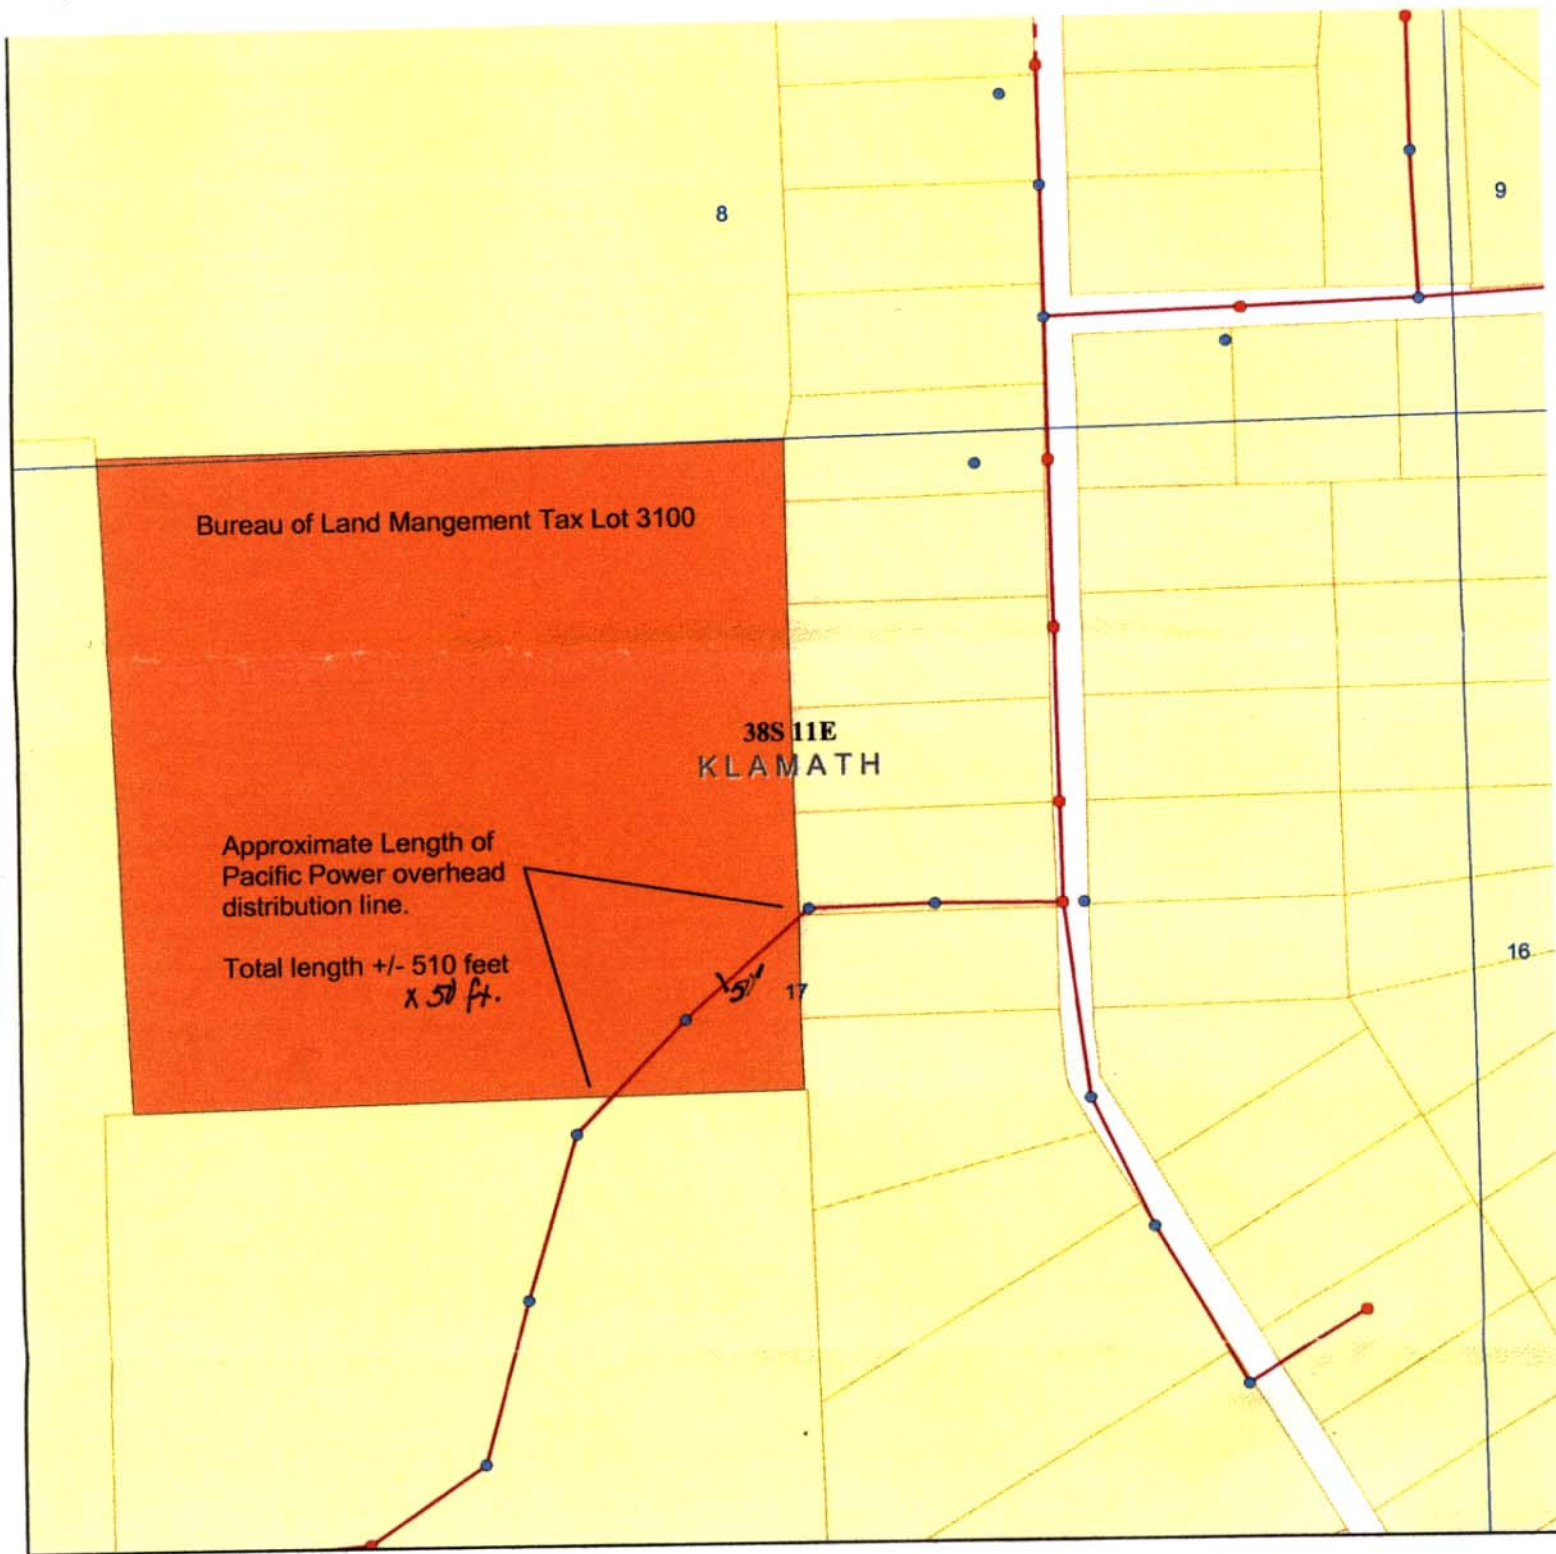 8
9
Bureau of Land Mangement Tax Lot 3100
38S 11E
KLAMATH
Approximate Length of
Pacific Power overhead
distribution line.
Total length +/- 510 feet
x 50 ft.
x50'
17
16